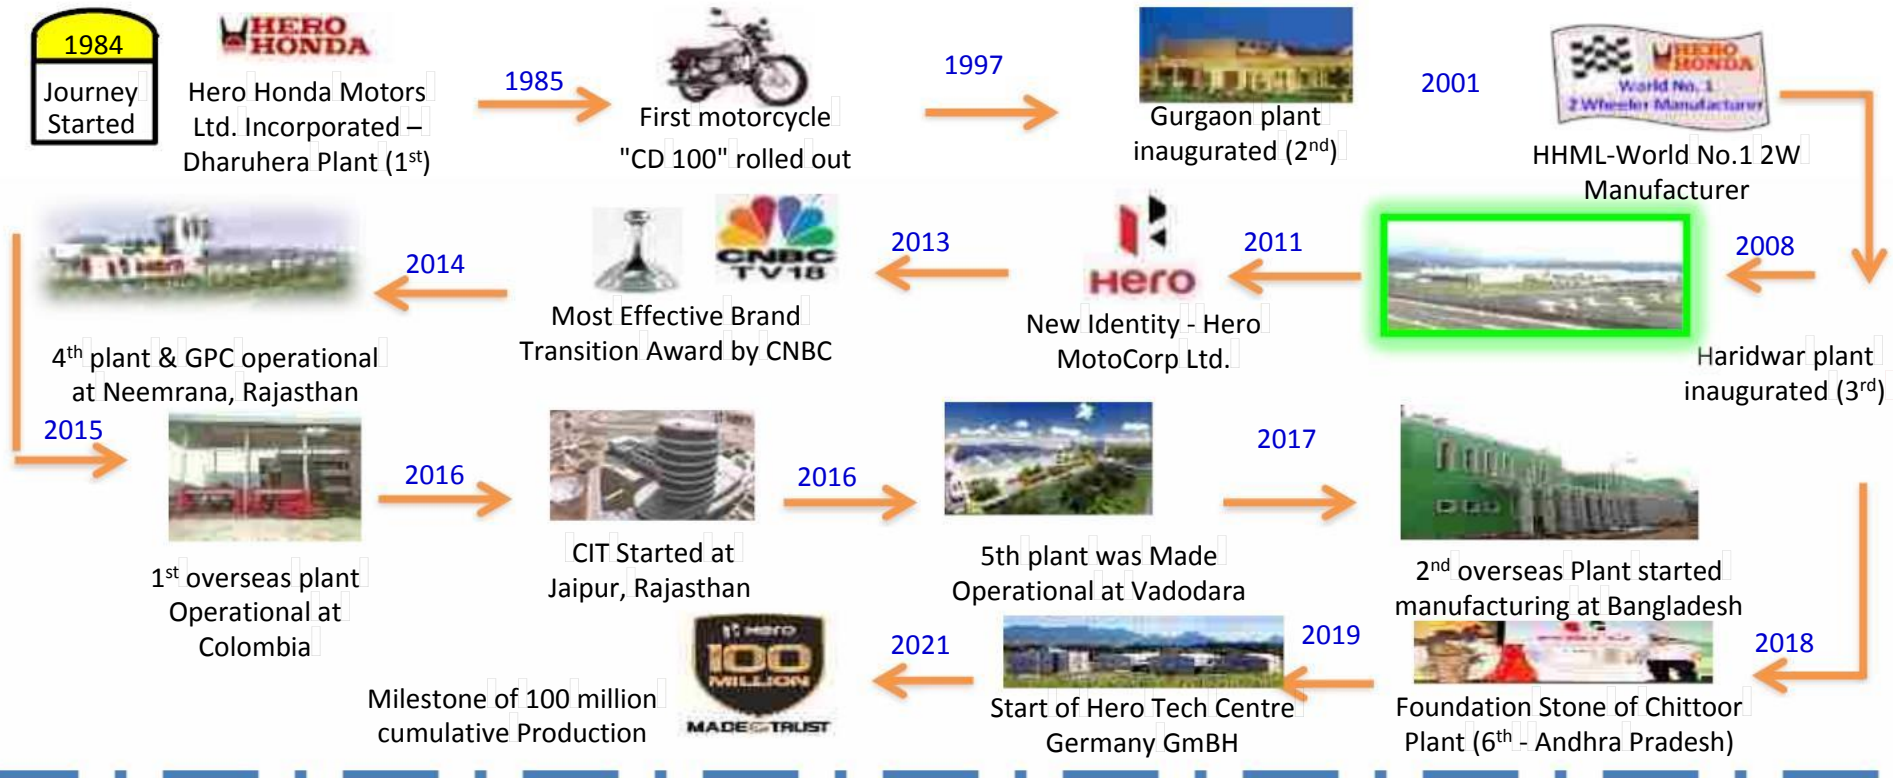 1984
Journey
Started
HERO
HONDA
Hero Honda Motors
Ltd. Incorporated –
Dharuhera Plant (1st)
1985
First motorcycle
"CD 100" rolled out
1997
Gurgaon plant
inaugurated (2nd)
2001
HERO
HONDA
World No. 1
2 Wheeler Manufacturer
HHML-World No.1 2W
Manufacturer
2008
Haridwar plant
inaugurated (3rd)
2011
Hero
New Identity - Hero
MotoCorp Ltd.
2013
CNBC
TV18
Most Effective Brand
Transition Award by CNBC
2014
Hero
4th plant & GPC operational
at Neemrana, Rajasthan
2015
1st overseas plant
Operational at
Colombia
2016
CIT Started at
Jaipur, Rajasthan
2016
5th plant was Made
Operational at Vadodara
2017
2nd overseas Plant started
manufacturing at Bangladesh
2018
Foundation Stone of Chittoor
Plant (6th - Andhra Pradesh)
2019
Start of Hero Tech Centre
Germany GmBH
2021
Hero
100
MILLION
MADE OF TRUST
Milestone of 100 million
cumulative Production